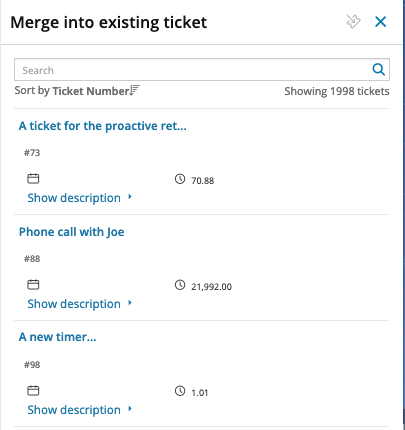 Merge into existing ticket
Search
Sort by Ticket Number Showing 1998 tickets
A ticket for the proactive ret...
#73
70.88
Show description
Phone call with Joe
#88
21,992.00
Show description
A new timer...
#98
1.01
Show description